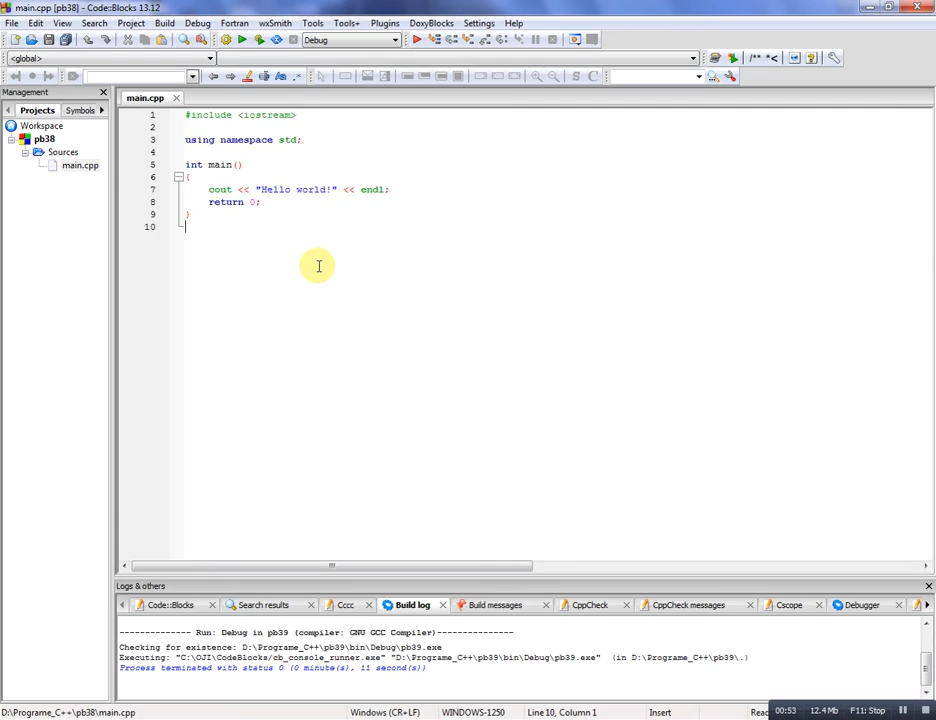 main.cpp [pb38] - Code::Blocks 13.12
File Edit View Search Project Build Debug Fortran wxSmith Tools Tools+ Plugins DoxyBlocks Settings Help
Debug
<global>
/** *<
S C
Management
Projects Symbols
main.cpp
Workspace
pb38
Sources
main.cpp
1 #include <iostream>
2
3 using namespace std;
4
5 int main()
6 {
7 cout << "Hello world!" << endl;
8 return 0;
9 }
10
Logs & others
Code::Blocks Search results Cccc Build log Build messages CppCheck CppCheck messages Cscope Debugger
-------------- Run: Debug in pb39 (compiler: GNU GCC Compiler)---------------
Checking for existence: D:\Programe_C++\pb39\bin\Debug\pb39.exe
Executing: "C:\OJI\CodeBlocks/cb_console_runner.exe" "D:\Programe_C++\pb39\bin\Debug\pb39.exe" (in D:\Programe_C++\pb39\.)
Process terminated with status 0 (0 minute(s), 11 second(s))
D:\Programe_C++\pb38\main.cpp Windows (CR+LF) WINDOWS-1250 Line 10, Column 1 Insert
00:53 12.4 Mb F11: Stop